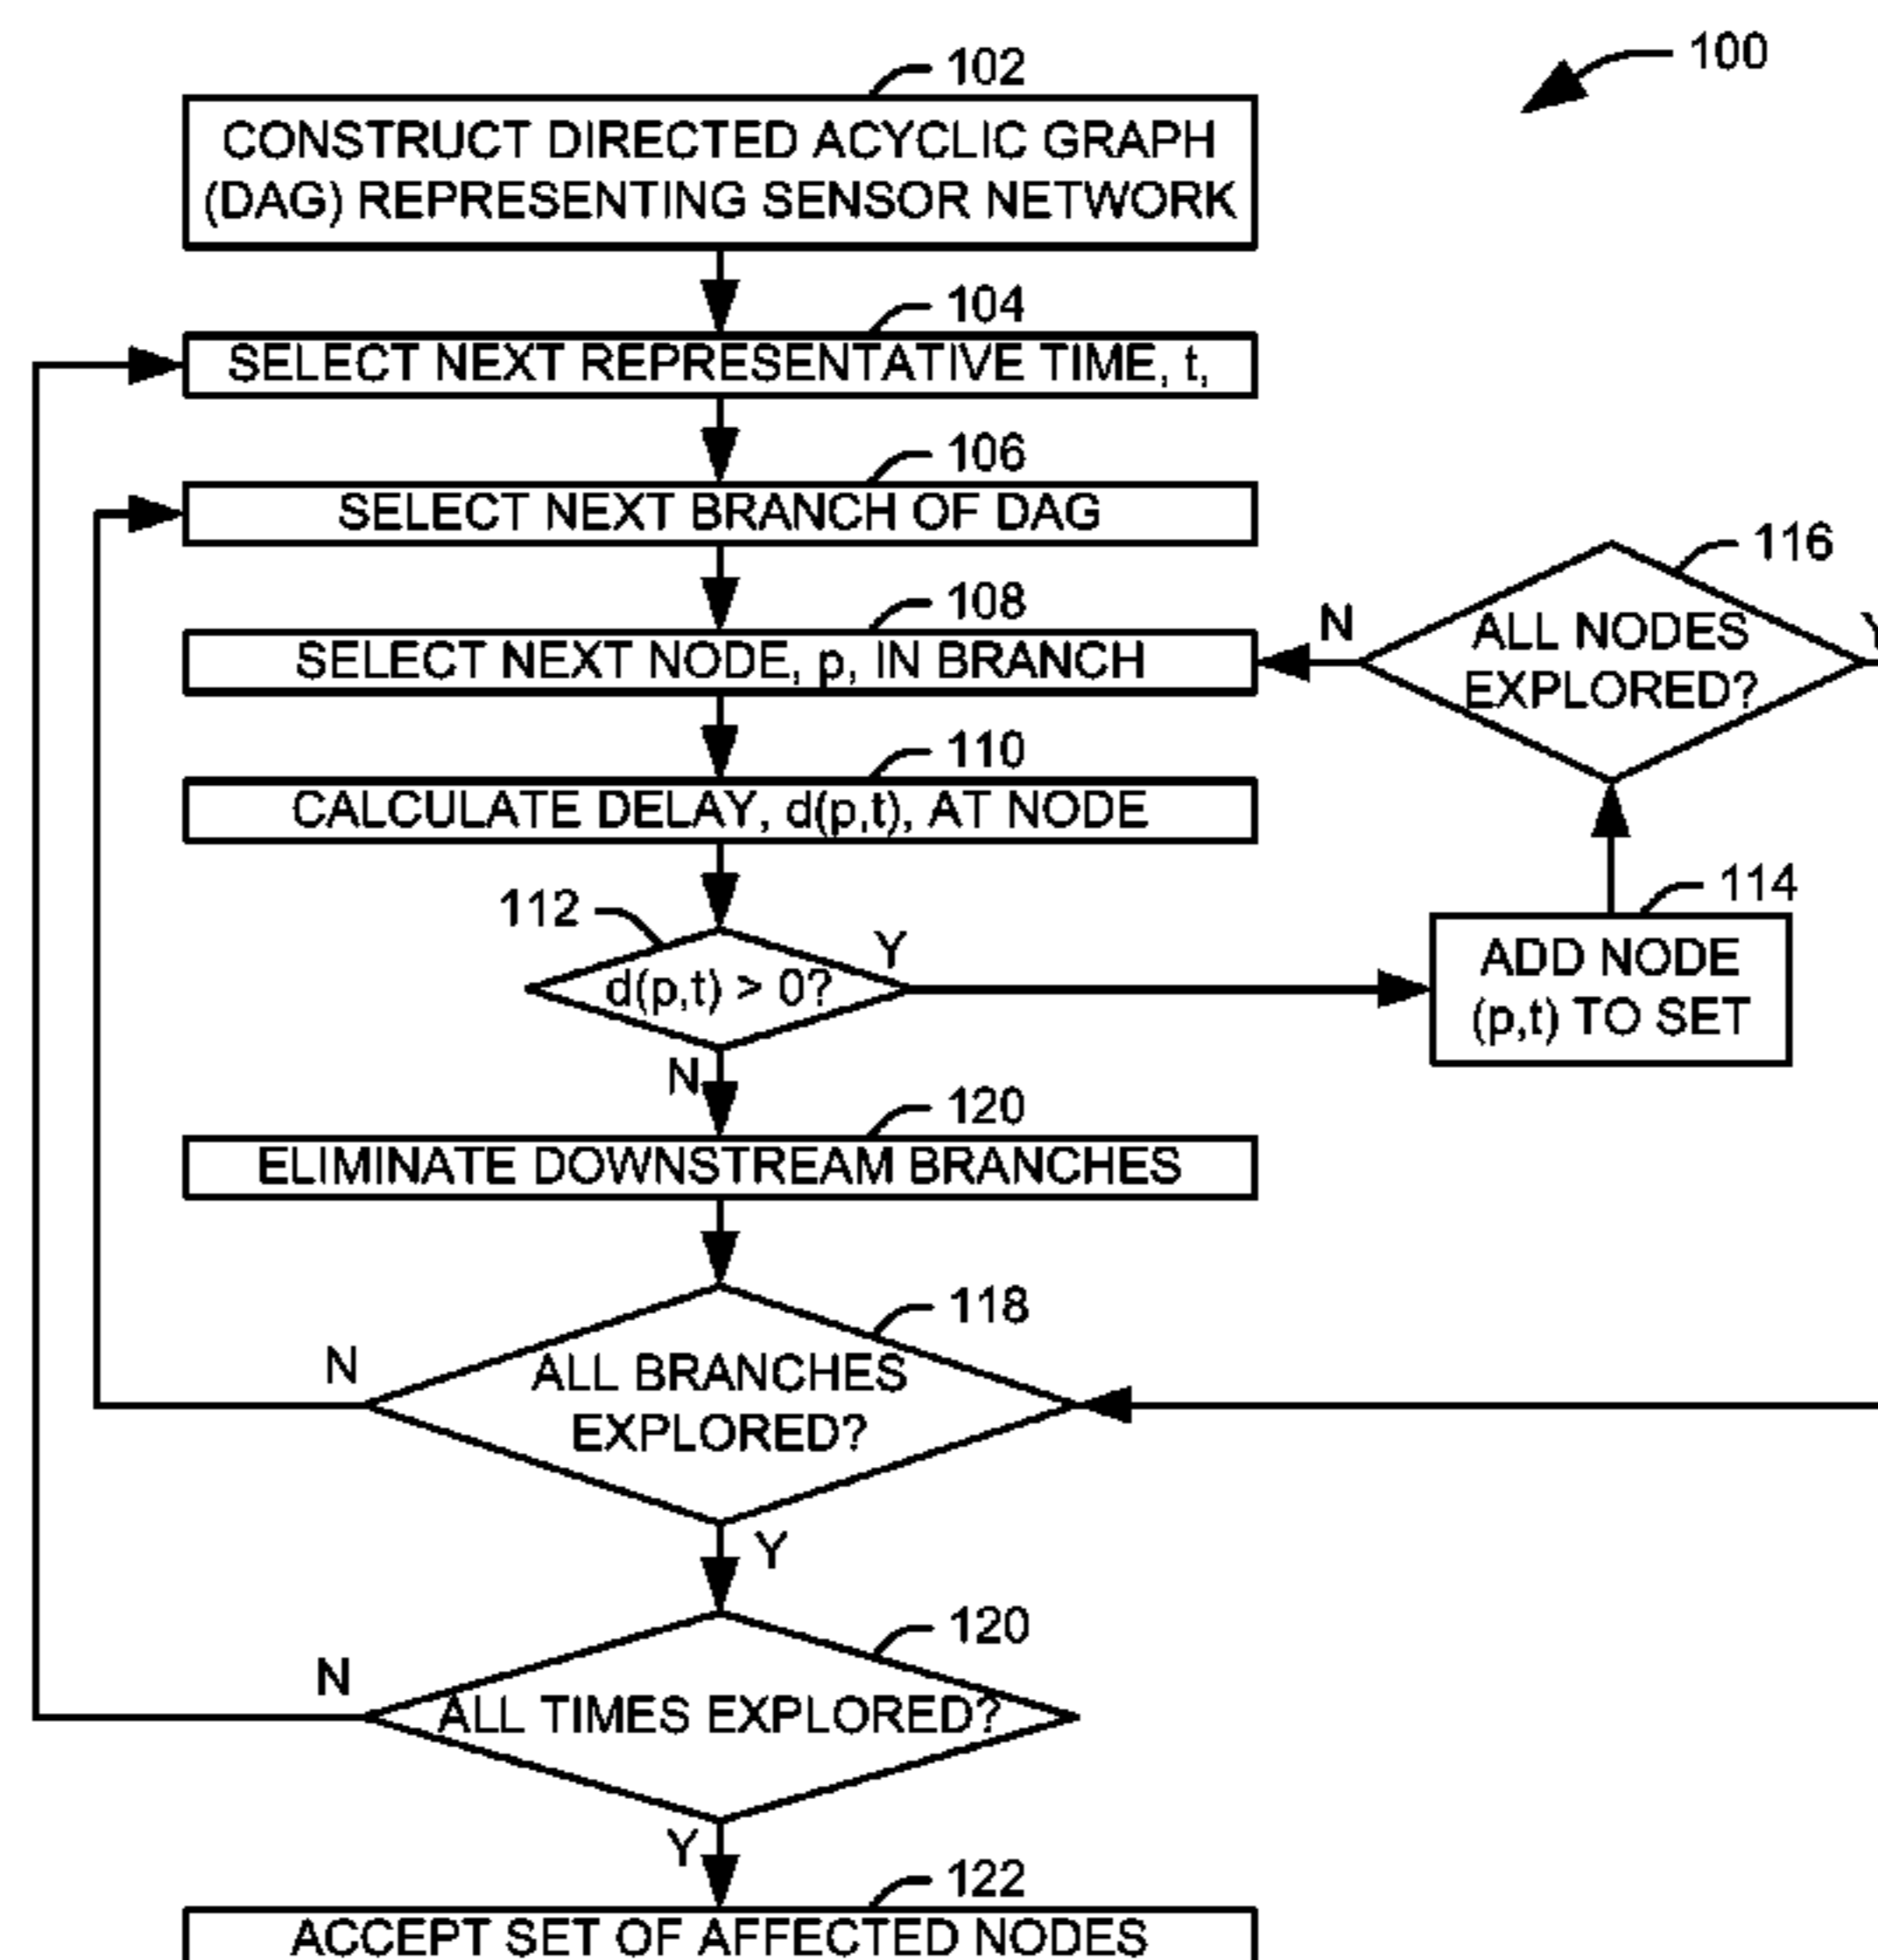 100
102
CONSTRUCT DIRECTED ACYCLIC GRAPH
(DAG) REPRESENTING SENSOR NETWORK
104
SELECT NEXT REPRESENTATIVE TIME, t,
106
SELECT NEXT BRANCH OF DAG
108
SELECT NEXT NODE, p, IN BRANCH
110
CALCULATE DELAY, d(p,t), AT NODE
112
d(p,t) > 0?
Y
N
114
ADD NODE
(p,t) TO SET
116
ALL NODES
EXPLORED?
N
Y
120
ELIMINATE DOWNSTREAM BRANCHES
118
ALL BRANCHES
EXPLORED?
N
Y
120
ALL TIMES EXPLORED?
N
Y
122
ACCEPT SET OF AFFECTED NODES